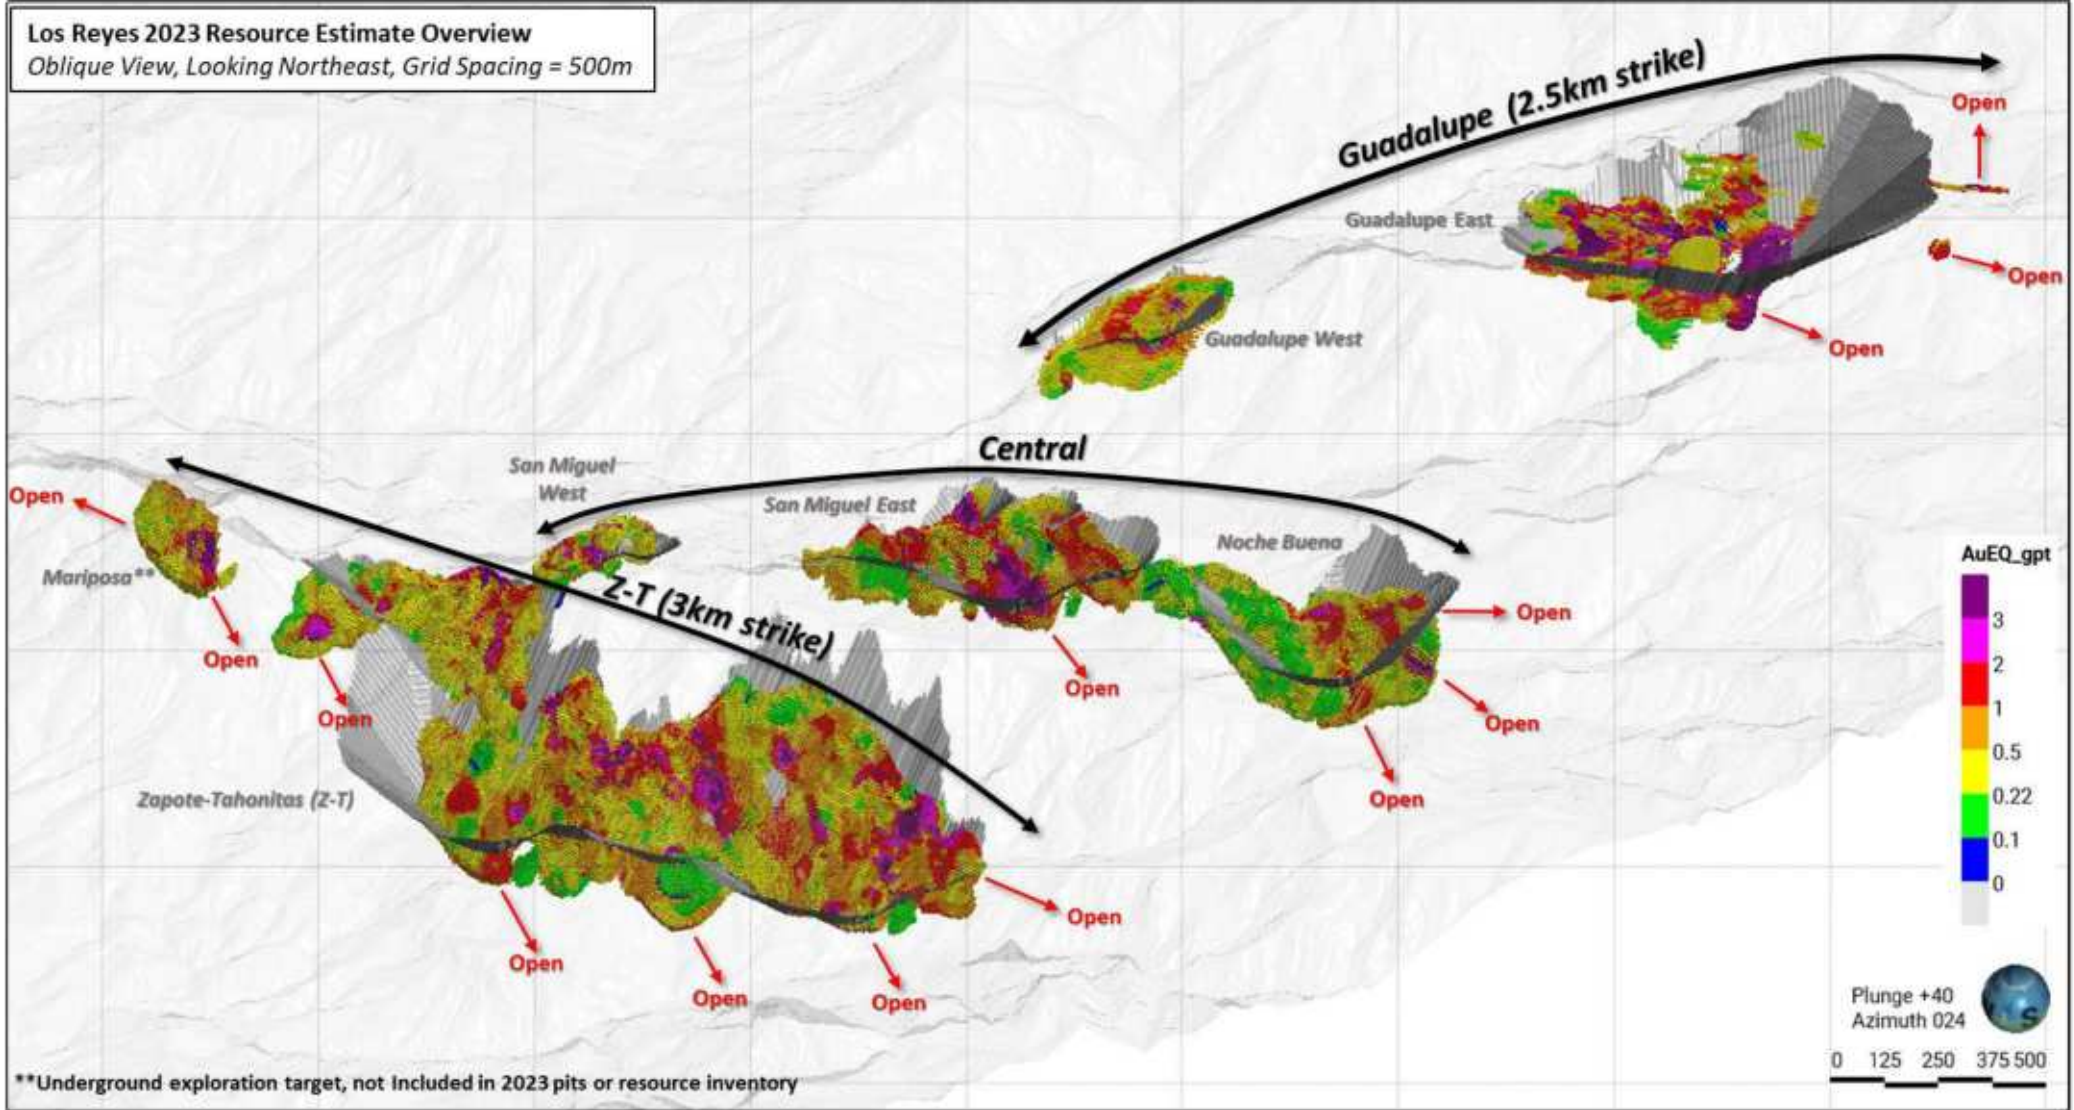 Los Reyes 2023 Resource Estimate Overview
Oblique View, Looking Northeast, Grid Spacing = 500m
Guadalupe (2.5km strike)
Open
Guadalupe East
Open
Guadalupe West
Open
Central
San Miguel
West
Open
San Miguel East
Noche Buena
Mariposa**
AuEQ_gpt
Z-T (3km strike)
Open
3
Open
Open
2
Open
Open
1
0.5
Zapote-Tahonitas (Z-T)
Open
0.22
0.1
0
Open
Open
Open
Open
Plunge +40
Azimuth 024
S
0 125 250 375 500
**Underground exploration target, not Included in 2023 pits or resource inventory